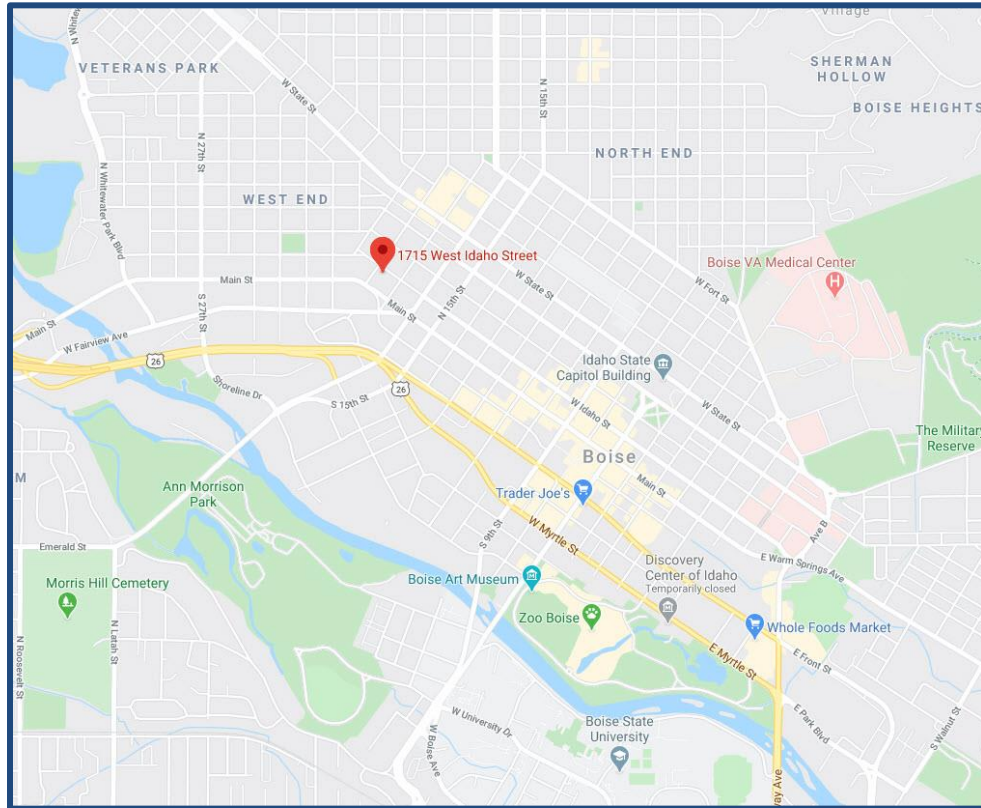 Village
N Whitewater
VETERANS PARK
SHERMAN
HOLLOW
W State St
N 15th St
BOISE HEIGHTS
N 27th St
NORTH END
N Whitewater Park Blvd
WEST END
1715 West Idaho Street
Boise VA Medical Center
H
Main St
W State St
W Fort St
N 15th St
S 27th St
Main St
Main St
W Fairview Ave
26
Idaho State
Capitol Building
26
Shoreline Dr
S 15th St
W Idaho St
W State St
The Military
Reserve
Boise
M
Main St
Ann Morrison
Park
Trader Joe's
W Myrtle St
S 9th St
Ave B
Emerald St
E Warm Springs Ave
Discovery
Center of Idaho
Temporarily closed
Boise Art Museum
Morris Hill Cemetery
Zoo Boise
Whole Foods Market
N Latah St
N Roosevelt St
E Myrtle St
E Front St
W University Dr
Boise State
University
E Park Blvd
S Walnut St
W Boise Ave
way Ave